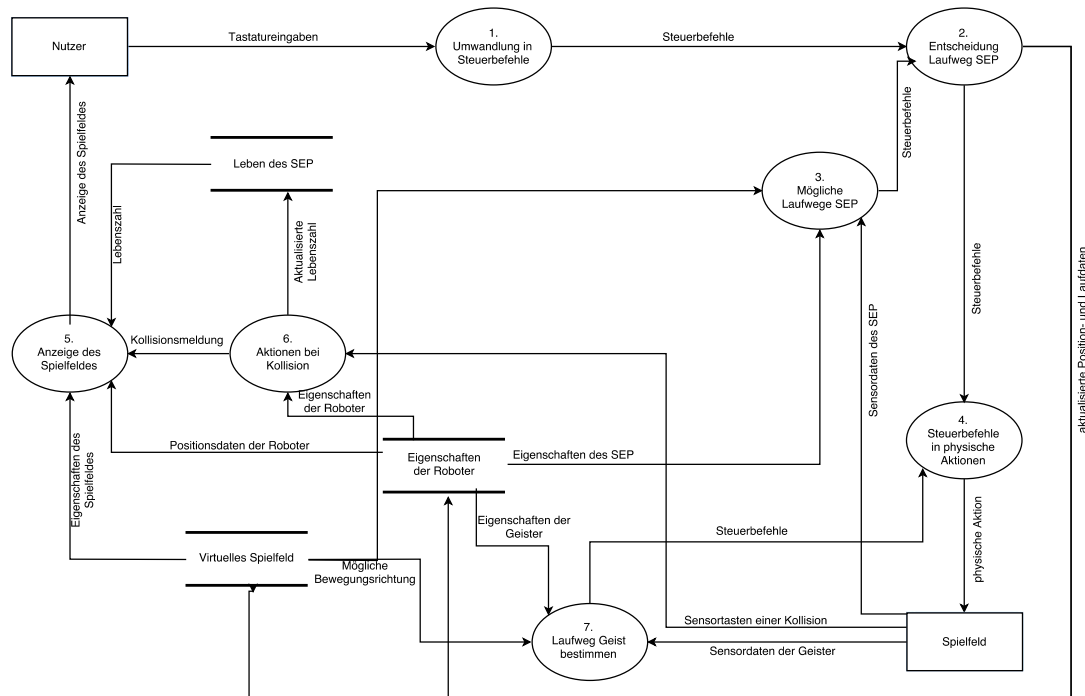 Nutzer
Tastatureingaben
1.
Umwandlung in
Steuerbefehle
Steuerbefehle
2.
Entscheidung
Laufweg SEP
Anzeige des Spielfeldes
Leben des SEP
Lebenszahl
Aktualisierte
Lebenszahl
3.
Mögliche
Laufwege SEP
Steuerbefehle
Steuerbefehle
aktualisierte Position- und Laufdaten
5.
Anzeige des
Spielfeldes
Kollisionsmeldung
6.
Aktionen bei
Kollision
Sensordaten des SEP
Eigenschaften
der Roboter
Positionsdaten der Roboter
Eigenschaften
der Roboter
Eigenschaften des SEP
4.
Steuerbefehle
in physische
Aktionen
Eigenschaften des
Spielfeldes
Eigenschaften der
Geister
Steuerbefehle
physische Aktion
Virtuelles Spielfeld
Mögliche
Bewegungsrichtung
7.
Laufweg Geist
bestimmen
Sensortasten einer Kollision
Sensordaten der Geister
Spielfeld